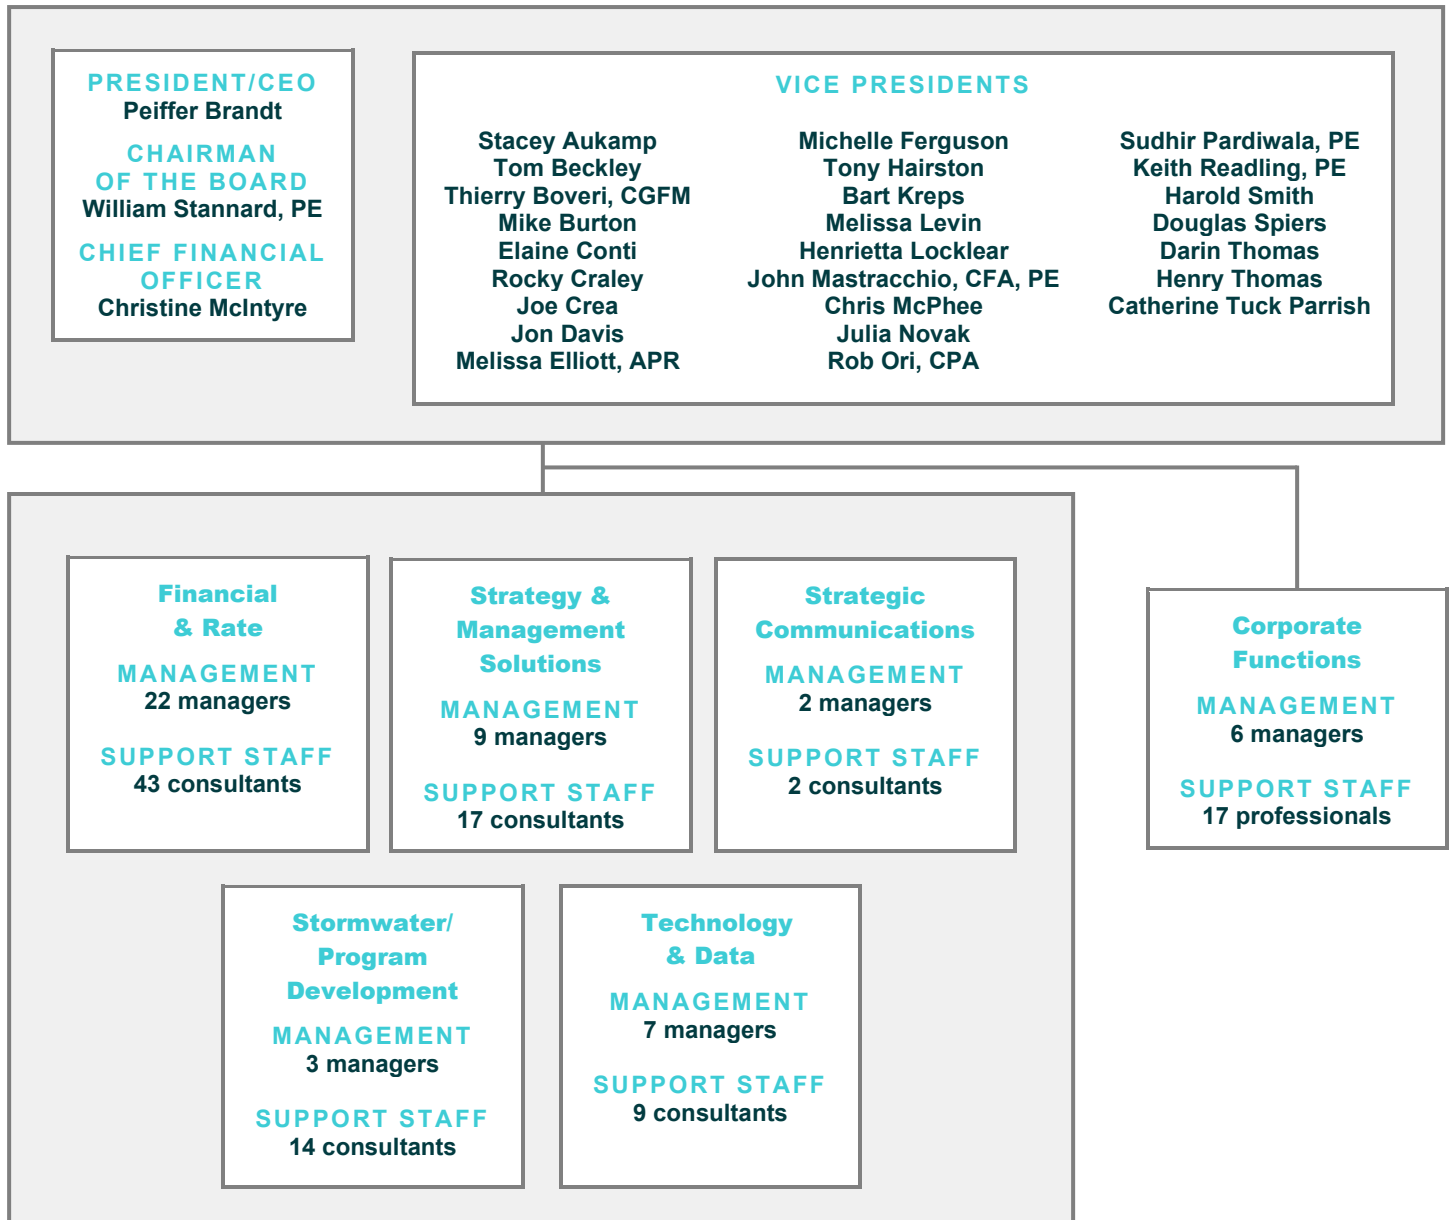 PRESIDENT/CEO
Peiffer Brandt
CHAIRMAN
OF THE BOARD
William Stannard, PE
CHIEF FINANCIAL
OFFICER
Christine McIntyre
VICE PRESIDENTS
Stacey Aukamp
Tom Beckley
Thierry Boveri, CGFM
Mike Burton
Elaine Conti
Rocky Craley
Joe Crea
Jon Davis
Melissa Elliott, APR
Michelle Ferguson
Tony Hairston
Bart Kreps
Melissa Levin
Henrietta Locklear
John Mastracchio, CFA, PE
Chris McPhee
Julia Novak
Rob Ori, CPA
Sudhir Pardiwala, PE
Keith Readling, PE
Harold Smith
Douglas Spiers
Darin Thomas
Henry Thomas
Catherine Tuck Parrish
Financial
& Rate
MANAGEMENT
22 managers
SUPPORT STAFF
43 consultants
Strategy &
Management
Solutions
MANAGEMENT
9 managers
SUPPORT STAFF
17 consultants
Strategic
Communications
MANAGEMENT
2 managers
SUPPORT STAFF
2 consultants
Corporate
Functions
MANAGEMENT
6 managers
SUPPORT STAFF
17 professionals
Stormwater/
Program
Development
MANAGEMENT
3 managers
SUPPORT STAFF
14 consultants
Technology
& Data
MANAGEMENT
7 managers
SUPPORT STAFF
9 consultants